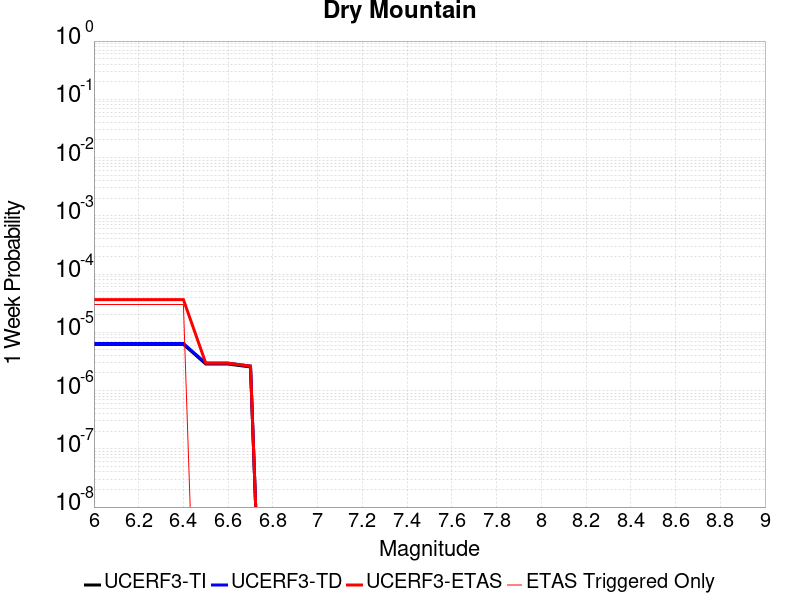 Dry Mountain
1 Week Probability
10^0
10^-1
10^-2
10^-3
10^-4
10^-5
10^-6
10^-7
10^-8
6 6.2 6.4 6.6 6.8 7 7.2 7.4 7.6 7.8 8 8.2 8.4 8.6 8.8 9
Magnitude
UCERF3-TI UCERF3-TD UCERF3-ETAS ETAS Triggered Only